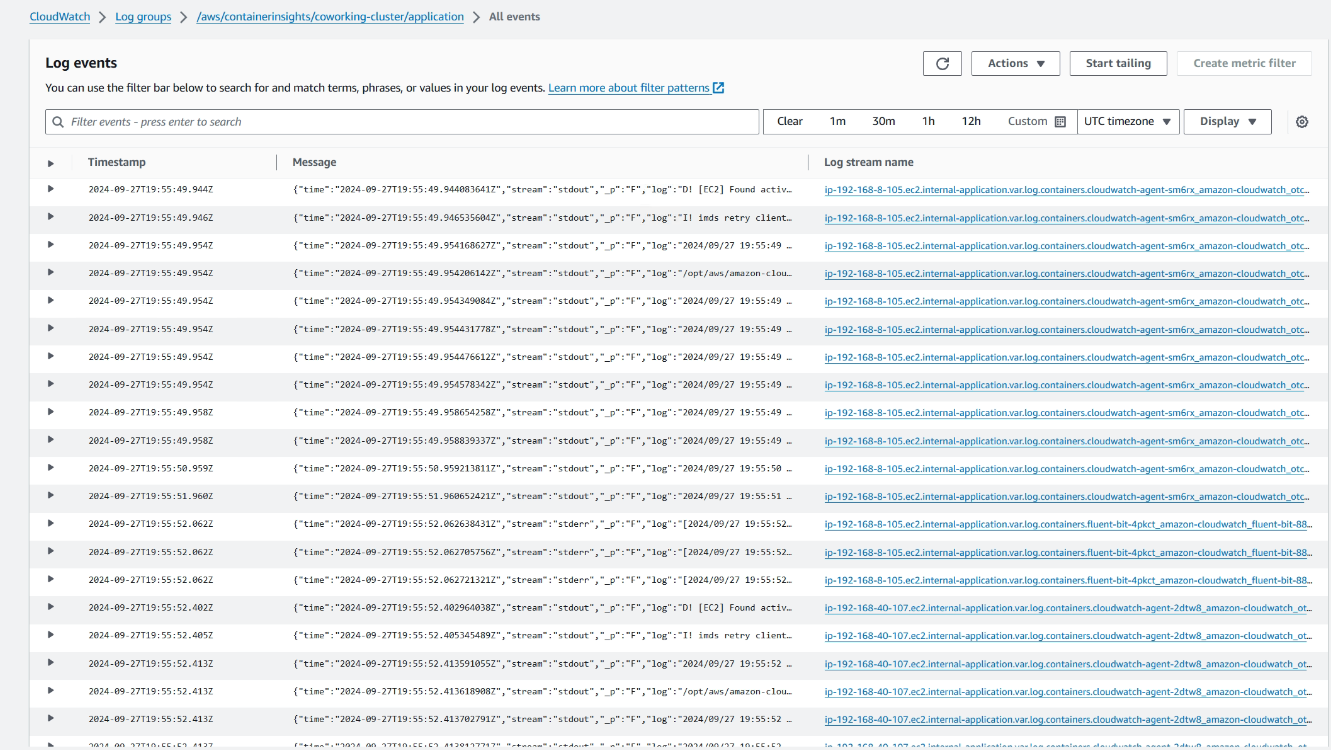 CloudWatch > Log groups > /aws/containerinsights/coworking-cluster/application > All events
Log events
Actions
Start tailing
Create metric filter
You can use the filter bar below to search for and match terms, phrases, or values in your log events. Learn more about filter patterns
Filter events - press enter to search
Clear 1m 30m 1h 12h Custom UTC timezone Display
Timestamp Message Log stream name
2024-09-27T19:55:49.944Z {"time":"2024-09-27T19:55:49.944083641Z","stream":"stdout","_p":"F","log":"D! [EC2] Found activ… ip-192-168-8-105.ec2.internal-application.var.log.containers.cloudwatch-agent-sm6rx_amazon-cloudwatch_otc…
2024-09-27T19:55:49.946Z {"time":"2024-09-27T19:55:49.946535604Z","stream":"stdout","_p":"F","log":"I! imds retry client… ip-192-168-8-105.ec2.internal-application.var.log.containers.cloudwatch-agent-sm6rx_amazon-cloudwatch_otc…
2024-09-27T19:55:49.954Z {"time":"2024-09-27T19:55:49.954168627Z","stream":"stdout","_p":"F","log":"2024/09/27 19:55:49 … ip-192-168-8-105.ec2.internal-application.var.log.containers.cloudwatch-agent-sm6rx_amazon-cloudwatch_otc…
2024-09-27T19:55:49.954Z {"time":"2024-09-27T19:55:49.954206142Z","stream":"stdout","_p":"F","log":"/opt/aws/amazon-clou… ip-192-168-8-105.ec2.internal-application.var.log.containers.cloudwatch-agent-sm6rx_amazon-cloudwatch_otc…
2024-09-27T19:55:49.954Z {"time":"2024-09-27T19:55:49.954349084Z","stream":"stdout","_p":"F","log":"2024/09/27 19:55:49 … ip-192-168-8-105.ec2.internal-application.var.log.containers.cloudwatch-agent-sm6rx_amazon-cloudwatch_otc…
2024-09-27T19:55:49.954Z {"time":"2024-09-27T19:55:49.954431778Z","stream":"stdout","_p":"F","log":"2024/09/27 19:55:49 … ip-192-168-8-105.ec2.internal-application.var.log.containers.cloudwatch-agent-sm6rx_amazon-cloudwatch_otc…
2024-09-27T19:55:49.954Z {"time":"2024-09-27T19:55:49.954476612Z","stream":"stdout","_p":"F","log":"2024/09/27 19:55:49 … ip-192-168-8-105.ec2.internal-application.var.log.containers.cloudwatch-agent-sm6rx_amazon-cloudwatch_otc…
2024-09-27T19:55:49.954Z {"time":"2024-09-27T19:55:49.954578342Z","stream":"stdout","_p":"F","log":"2024/09/27 19:55:49 … ip-192-168-8-105.ec2.internal-application.var.log.containers.cloudwatch-agent-sm6rx_amazon-cloudwatch_otc…
2024-09-27T19:55:49.958Z {"time":"2024-09-27T19:55:49.958654258Z","stream":"stdout","_p":"F","log":"2024/09/27 19:55:49 … ip-192-168-8-105.ec2.internal-application.var.log.containers.cloudwatch-agent-sm6rx_amazon-cloudwatch_otc…
2024-09-27T19:55:49.958Z {"time":"2024-09-27T19:55:49.958839337Z","stream":"stdout","_p":"F","log":"2024/09/27 19:55:49 … ip-192-168-8-105.ec2.internal-application.var.log.containers.cloudwatch-agent-sm6rx_amazon-cloudwatch_otc…
2024-09-27T19:55:50.959Z {"time":"2024-09-27T19:55:50.959213811Z","stream":"stdout","_p":"F","log":"2024/09/27 19:55:50 … ip-192-168-8-105.ec2.internal-application.var.log.containers.cloudwatch-agent-sm6rx_amazon-cloudwatch_otc…
2024-09-27T19:55:51.960Z {"time":"2024-09-27T19:55:51.960652421Z","stream":"stdout","_p":"F","log":"2024/09/27 19:55:51 … ip-192-168-8-105.ec2.internal-application.var.log.containers.cloudwatch-agent-sm6rx_amazon-cloudwatch_otc…
2024-09-27T19:55:52.062Z {"time":"2024-09-27T19:55:52.062638431Z","stream":"stderr","_p":"F","log":"[2024/09/27 19:55:52… ip-192-168-8-105.ec2.internal-application.var.log.containers.fluent-bit-4pkct_amazon-cloudwatch_fluent-bit-88…
2024-09-27T19:55:52.062Z {"time":"2024-09-27T19:55:52.062705756Z","stream":"stderr","_p":"F","log":"[2024/09/27 19:55:52… ip-192-168-8-105.ec2.internal-application.var.log.containers.fluent-bit-4pkct_amazon-cloudwatch_fluent-bit-88…
2024-09-27T19:55:52.062Z {"time":"2024-09-27T19:55:52.062721321Z","stream":"stderr","_p":"F","log":"[2024/09/27 19:55:52… ip-192-168-8-105.ec2.internal-application.var.log.containers.fluent-bit-4pkct_amazon-cloudwatch_fluent-bit-88…
2024-09-27T19:55:52.402Z {"time":"2024-09-27T19:55:52.402964038Z","stream":"stdout","_p":"F","log":"D! [EC2] Found activ… ip-192-168-40-107.ec2.internal-application.var.log.containers.cloudwatch-agent-2dtw8_amazon-cloudwatch_ot…
2024-09-27T19:55:52.405Z {"time":"2024-09-27T19:55:52.405345489Z","stream":"stdout","_p":"F","log":"I! imds retry client… ip-192-168-40-107.ec2.internal-application.var.log.containers.cloudwatch-agent-2dtw8_amazon-cloudwatch_ot…
2024-09-27T19:55:52.413Z {"time":"2024-09-27T19:55:52.413591055Z","stream":"stdout","_p":"F","log":"2024/09/27 19:55:52 … ip-192-168-40-107.ec2.internal-application.var.log.containers.cloudwatch-agent-2dtw8_amazon-cloudwatch_ot…
2024-09-27T19:55:52.413Z {"time":"2024-09-27T19:55:52.413618908Z","stream":"stdout","_p":"F","log":"/opt/aws/amazon-clou… ip-192-168-40-107.ec2.internal-application.var.log.containers.cloudwatch-agent-2dtw8_amazon-cloudwatch_ot…
2024-09-27T19:55:52.413Z {"time":"2024-09-27T19:55:52.413702791Z","stream":"stdout","_p":"F","log":"2024/09/27 19:55:52 … ip-192-168-40-107.ec2.internal-application.var.log.containers.cloudwatch-agent-2dtw8_amazon-cloudwatch_ot…